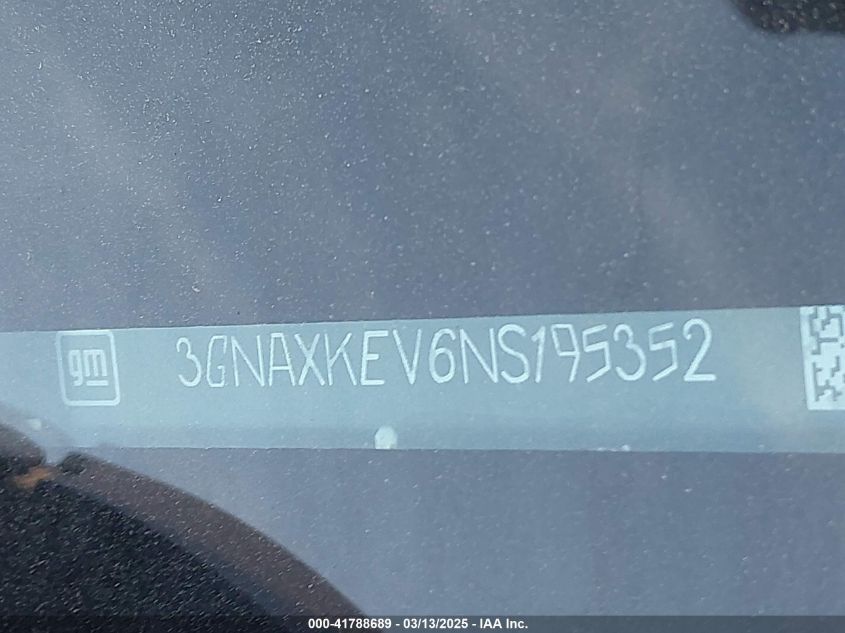 gm 3GNAXKEV6NS195352
000-41788689 - 03/13/2025 - IAA Inc.